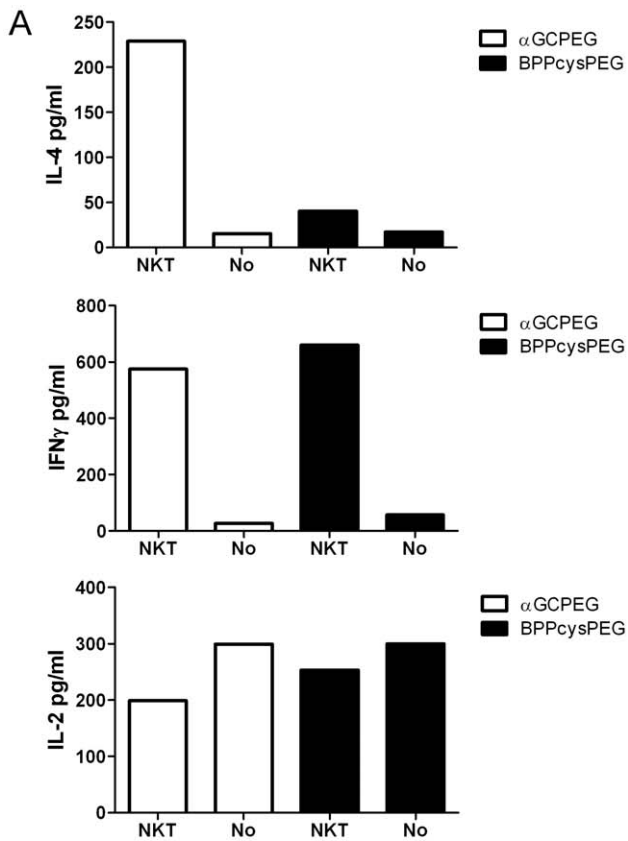 A
IL-4 pg/ml
250
200
150
100
50
0
NKT No NKT No
αGCPEG
BPPcysPEG
IFNγ pg/ml
800
600
400
200
0
NKT No NKT No
αGCPEG
BPPcysPEG
IL-2 pg/ml
400
300
200
100
0
NKT No NKT No
αGCPEG
BPPcysPEG